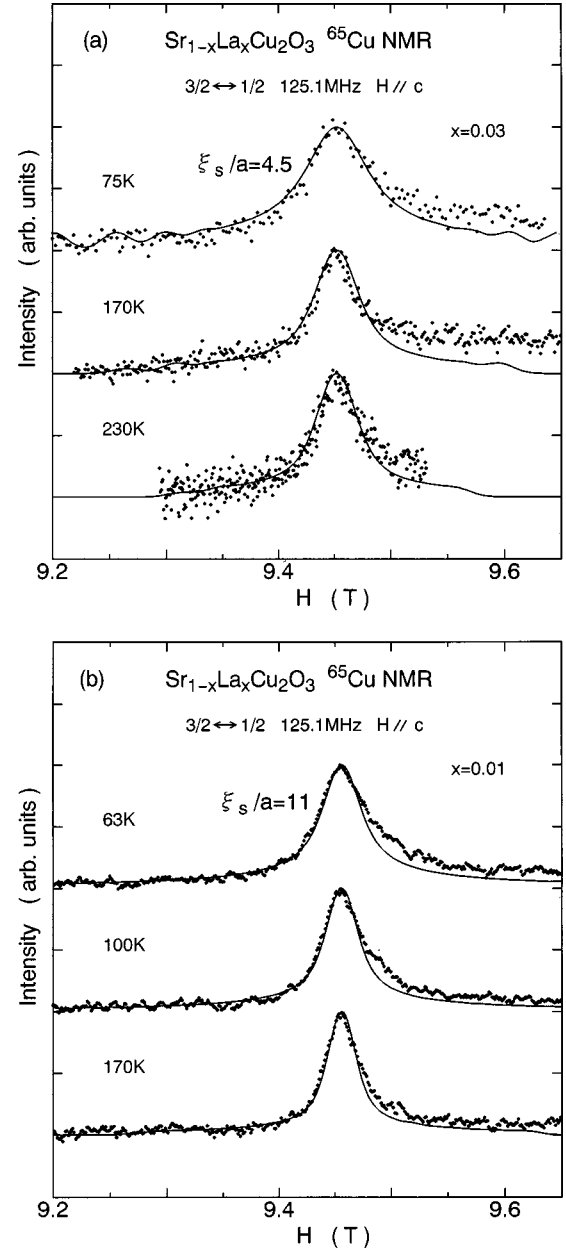 (a) Sr₁₋ₓLaₓCu₂O₃ ⁶⁵Cu NMR
3/2↔1/2 125.1MHz H // c
x=0.03
ξₛ/a=4.5
75K
170K
230K
Intensity ( arb. units )
9.2 9.4 9.6
H (T)
(b) Sr₁₋ₓLaₓCu₂O₃ ⁶⁵Cu NMR
3/2↔1/2 125.1MHz H // c
x=0.01
ξₛ/a=11
63K
100K
170K
Intensity ( arb. units )
9.2 9.4 9.6
H (T)